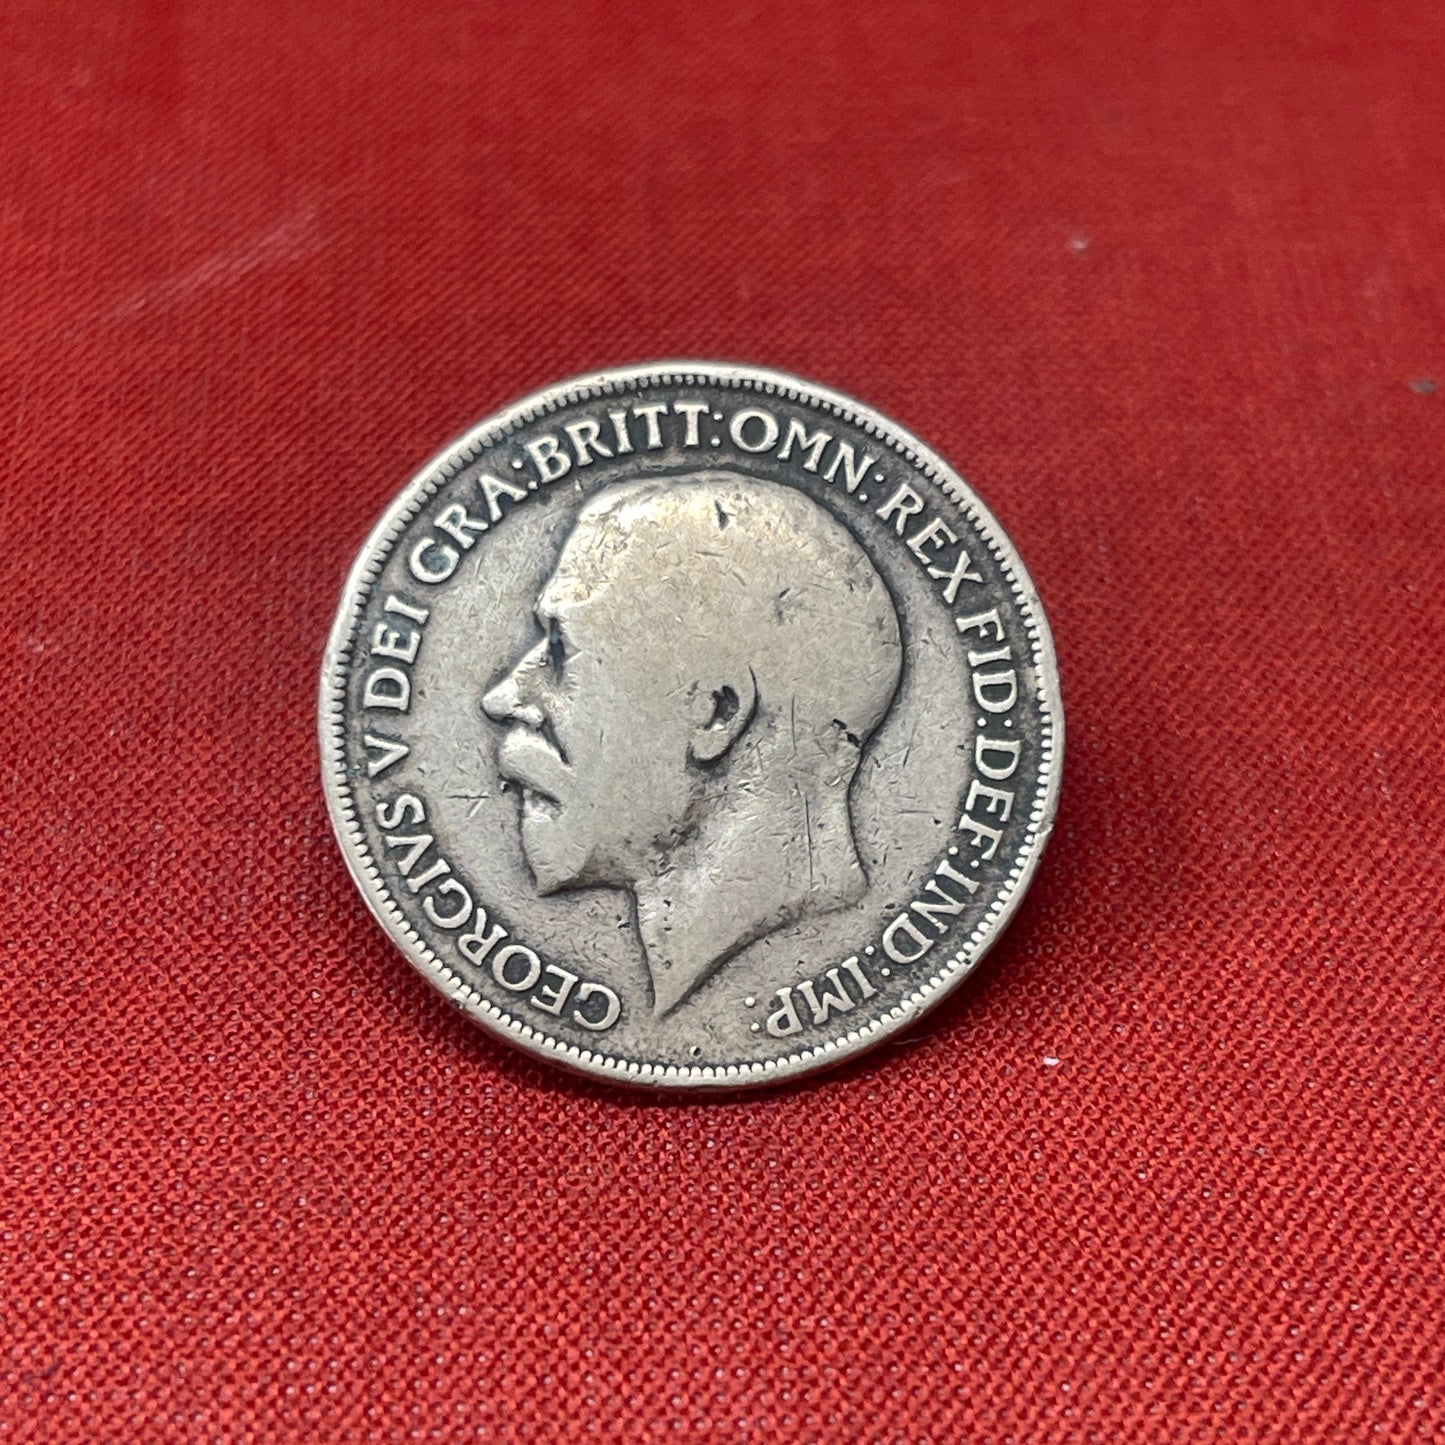 GEORGIVS V DEI GRA: BRITT: OMN: REX FID: DEF: IND: IMP: